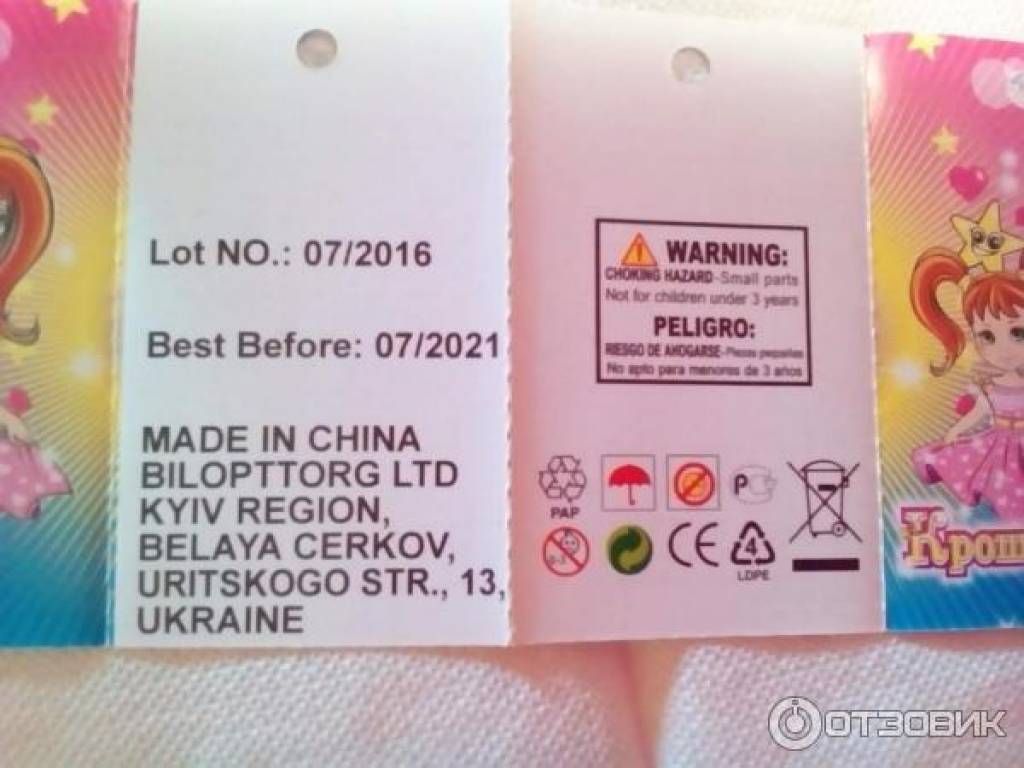 Lot NO.: 07/2016
Best Before: 07/2021
MADE IN CHINA
BILOPTTORG LTD
KYIV REGION,
BELAYA CERKOV,
URITSKOGO STR., 13,
UKRAINE
WARNING:
CHOKING HAZARD-Small parts
Not for children under 3 years
PELIGRO:
RIESGO DE AHOGARSE-Piezas pequeñas
No apto para menores de 3 años
PAP
0-3
CE
4
LDPE
Крош
ОТЗОВИК